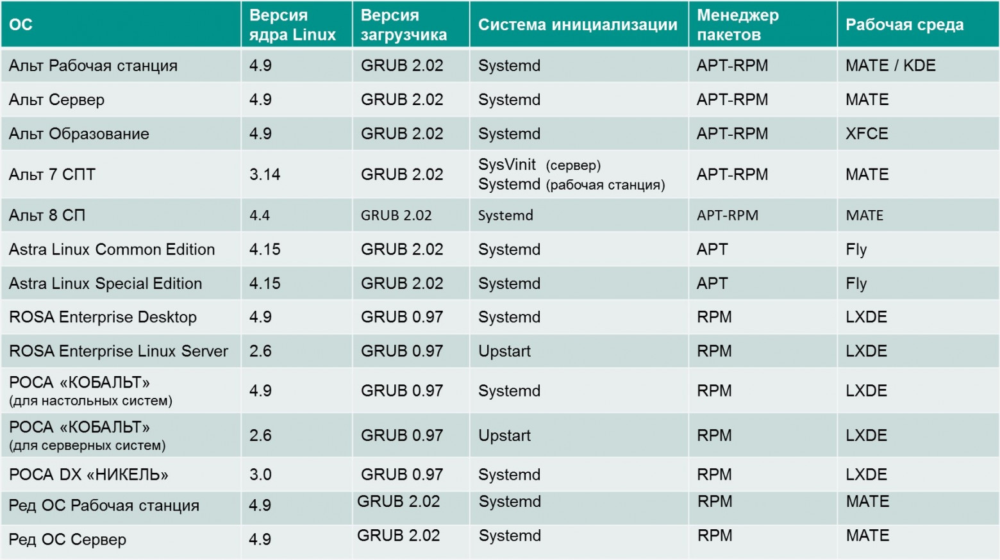 ОС
Версия ядра Linux
Версия загрузчика
Система инициализации
Менеджер пакетов
Рабочая среда
Альт Рабочая станция 4.9 GRUB 2.02 Systemd APT-RPM MATE / KDE
Альт Сервер 4.9 GRUB 2.02 Systemd APT-RPM MATE
Альт Образование 4.9 GRUB 2.02 Systemd APT-RPM XFCE
Альт 7 СПТ 3.14 GRUB 2.02 SysVinit (сервер)
Systemd (рабочая станция) APT-RPM MATE
Альт 8 СП 4.4 GRUB 2.02 Systemd APT-RPM MATE
Astra Linux Common Edition 4.15 GRUB 2.02 Systemd APT Fly
Astra Linux Special Edition 4.15 GRUB 2.02 Systemd APT Fly
ROSA Enterprise Desktop 4.9 GRUB 0.97 Systemd RPM LXDE
ROSA Enterprise Linux Server 2.6 GRUB 0.97 Upstart RPM LXDE
РОСА «КОБАЛЬТ»
(для настольных систем) 4.9 GRUB 0.97 Systemd RPM LXDE
РОСА «КОБАЛЬТ»
(для серверных систем) 2.6 GRUB 0.97 Upstart RPM LXDE
РОСА DX «НИКЕЛЬ» 3.0 GRUB 0.97 Systemd RPM LXDE
Ред ОС Рабочая станция 4.9 GRUB 2.02 Systemd RPM MATE
Ред ОС Сервер 4.9 GRUB 2.02 Systemd RPM MATE